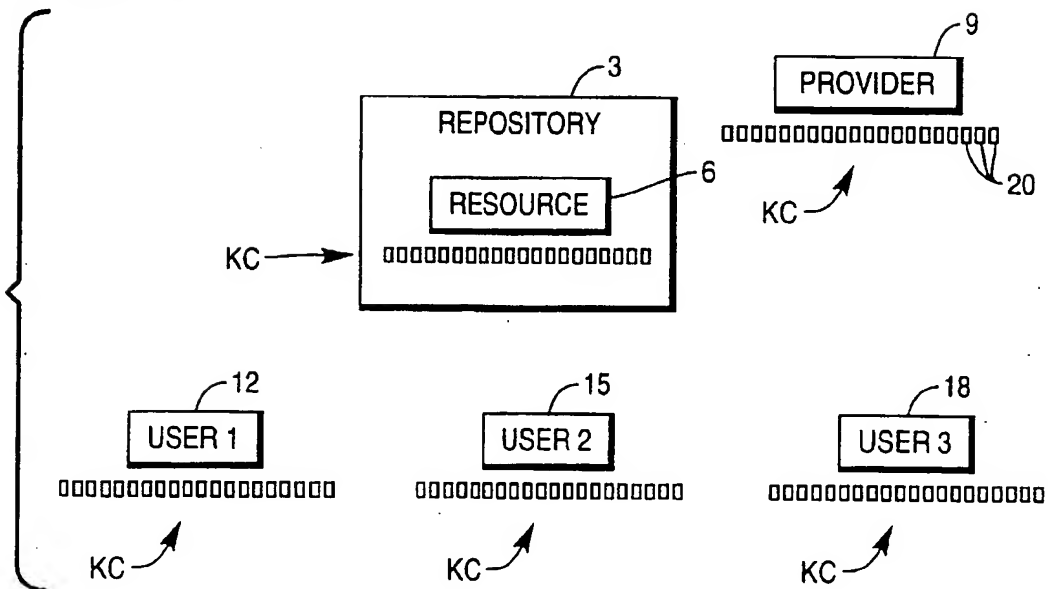 9
PROVIDER
3
REPOSITORY
20
KC
6
RESOURCE
KC
12
USER 1
KC
15
USER 2
KC
18
USER 3
KC